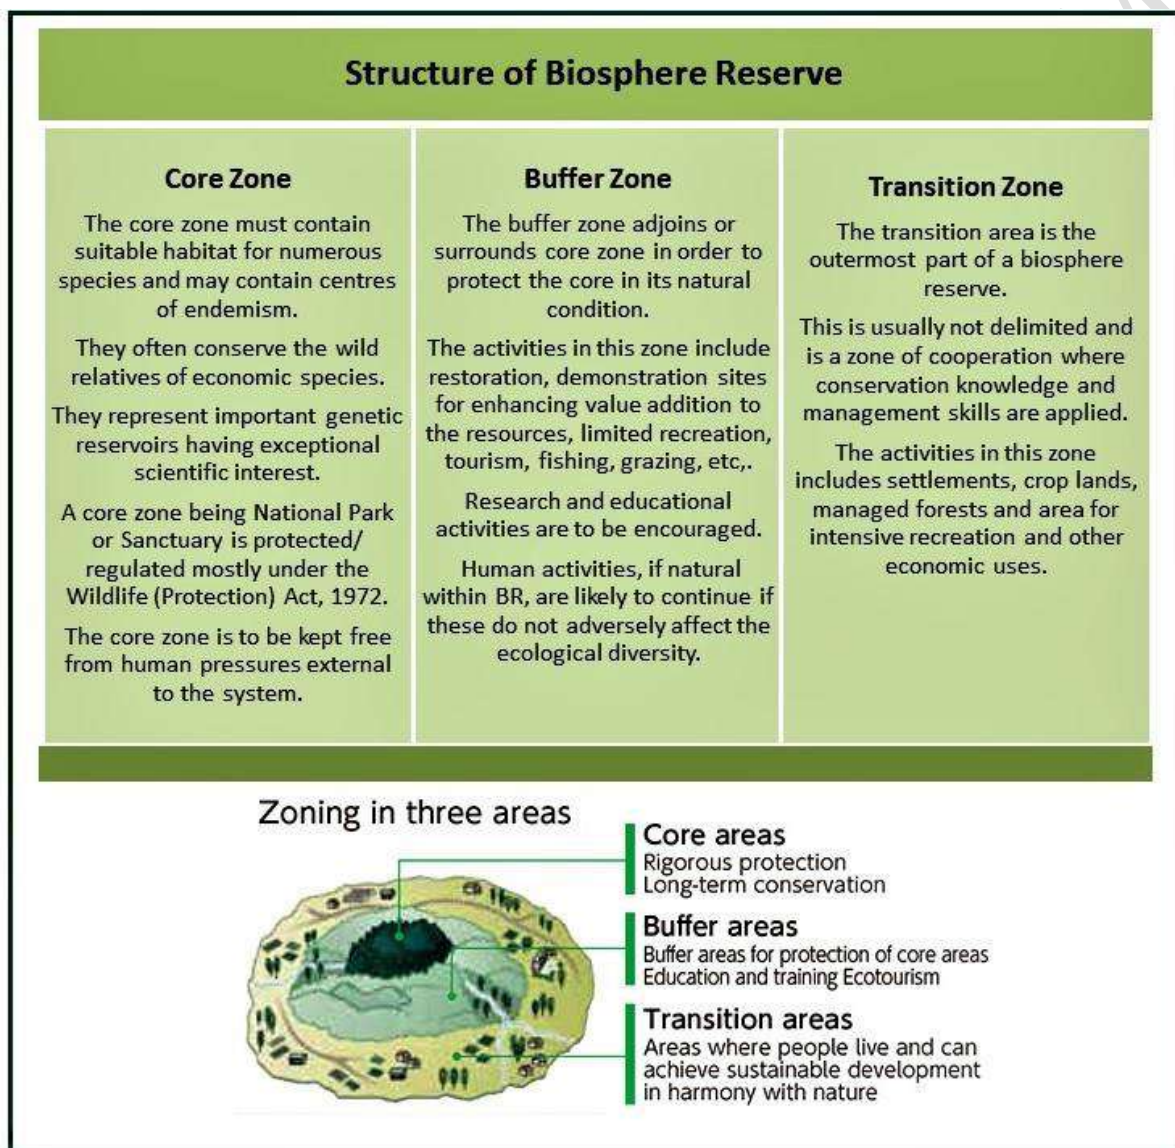 Structure of Biosphere Reserve
Core Zone
The core zone must contain
suitable habitat for numerous
species and may contain centres
of endemism.
They often conserve the wild
relatives of economic species.
They represent important genetic
reservoirs having exceptional
scientific interest.
A core zone being National Park
or Sanctuary is protected/
regulated mostly under the
Wildlife (Protection) Act, 1972.
The core zone is to be kept free
from human pressures external
to the system.
Buffer Zone
The buffer zone adjoins or
surrounds core zone in order to
protect the core in its natural
condition.
The activities in this zone include
restoration, demonstration sites
for enhancing value addition to
the resources, limited recreation,
tourism, fishing, grazing, etc,.
Research and educational
activities are to be encouraged.
Human activities, if natural
within BR, are likely to continue if
these do not adversely affect the
ecological diversity.
Transition Zone
The transition area is the
outermost part of a biosphere
reserve.
This is usually not delimited and
is a zone of cooperation where
conservation knowledge and
management skills are applied.
The activities in this zone
includes settlements, crop lands,
managed forests and area for
intensive recreation and other
economic uses.
Zoning in three areas
Core areas
Rigorous protection
Long-term conservation
Buffer areas
Buffer areas for protection of core areas
Education and training Ecotourism
Transition areas
Areas where people live and can
achieve sustainable development
in harmony with nature